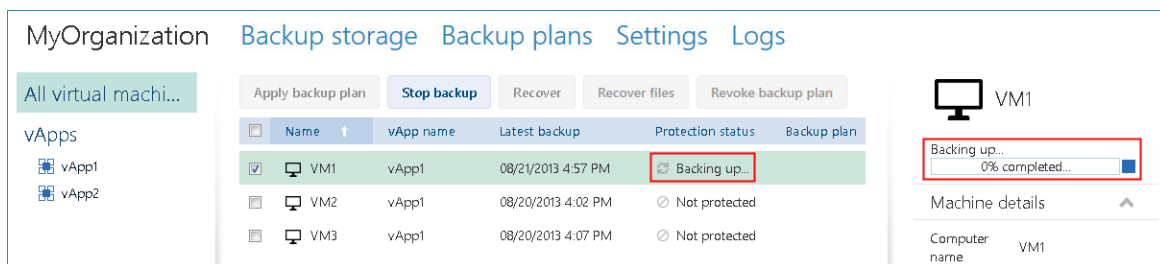 MyOrganization Backup storage Backup plans Settings Logs
All virtual machi...
vApps
vApp1
vApp2
Apply backup plan Stop backup Recover Recover files Revoke backup plan
Name vApp name Latest backup Protection status Backup plan
VM1 vApp1 08/21/2013 4:57 PM Backing up...
VM2 vApp1 08/20/2013 4:02 PM Not protected
VM3 vApp1 08/20/2013 4:07 PM Not protected
VM1
Backing up...
0% completed...
Machine details
Computer name VM1